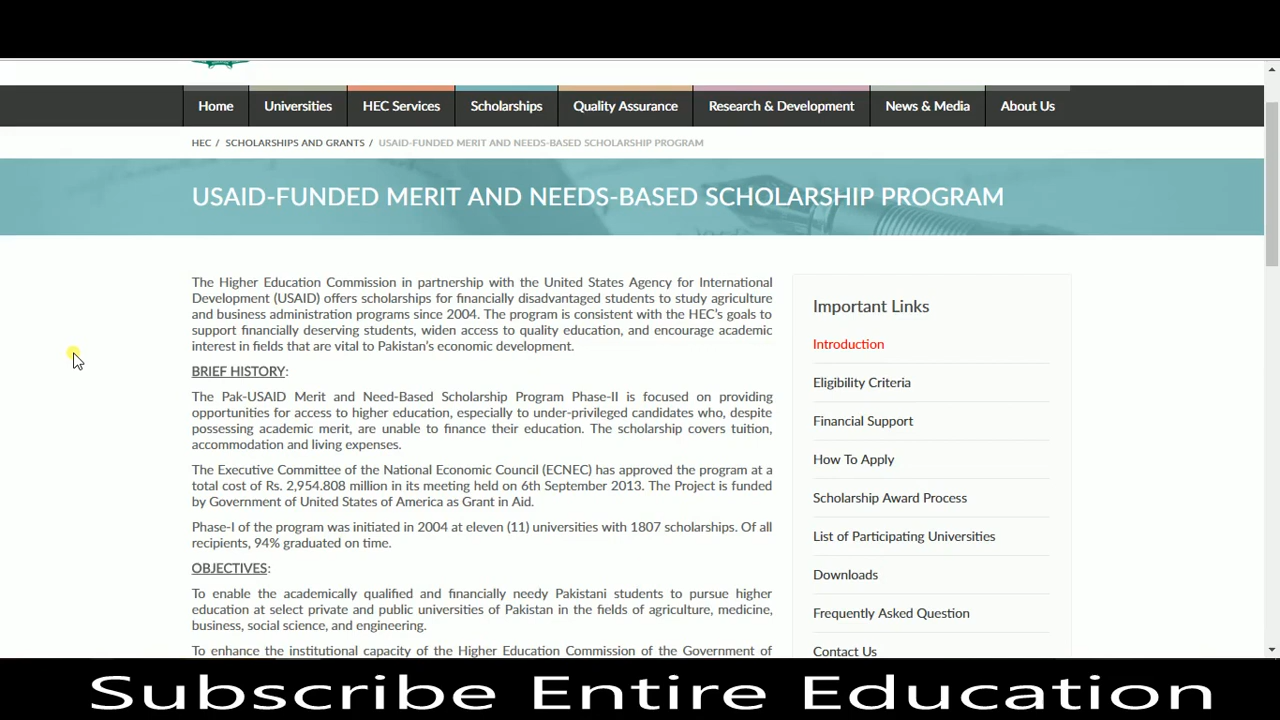 Home Universities HEC Services Scholarships Quality Assurance Research & Development News & Media About Us
HEC / SCHOLARSHIPS AND GRANTS / USAID-FUNDED MERIT AND NEEDS-BASED SCHOLARSHIP PROGRAM
USAID-FUNDED MERIT AND NEEDS-BASED SCHOLARSHIP PROGRAM
The Higher Education Commission in partnership with the United States Agency for International
Development (USAID) offers scholarships for financially disadvantaged students to study agriculture
and business administration programs since 2004. The program is consistent with the HEC's goals to
support financially deserving students, widen access to quality education, and encourage academic
interest in fields that are vital to Pakistan's economic development.
BRIEF HISTORY:
The Pak-USAID Merit and Need-Based Scholarship Program Phase-II is focused on providing
opportunities for access to higher education, especially to under-privileged candidates who, despite
possessing academic merit, are unable to finance their education. The scholarship covers tuition,
accommodation and living expenses.
The Executive Committee of the National Economic Council (ECNEC) has approved the program at a
total cost of Rs. 2,954.808 million in its meeting held on 6th September 2013. The Project is funded
by Government of United States of America as Grant in Aid.
Phase-I of the program was initiated in 2004 at eleven (11) universities with 1807 scholarships. Of all
recipients, 94% graduated on time.
OBJECTIVES:
To enable the academically qualified and financially needy Pakistani students to pursue higher
education at select private and public universities of Pakistan in the fields of agriculture, medicine,
business, social science, and engineering.
To enhance the institutional capacity of the Higher Education Commission of the Government of
Important Links
Introduction
Eligibility Criteria
Financial Support
How To Apply
Scholarship Award Process
List of Participating Universities
Downloads
Frequently Asked Question
Contact Us
Subscribe Entire Education